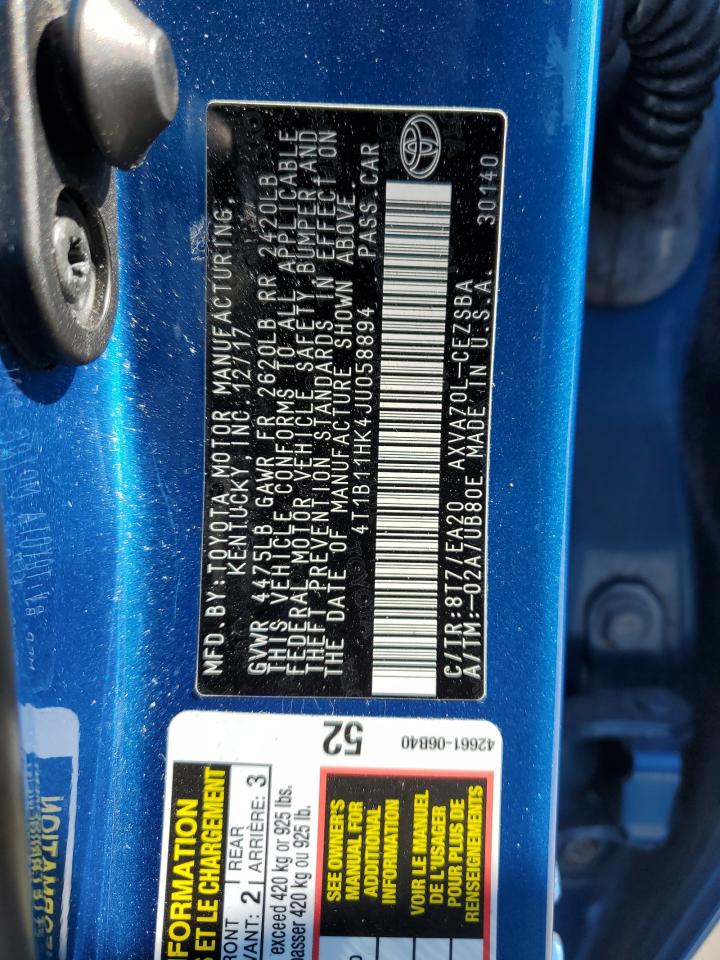 MFD. BY: TOYOTA MOTOR MANUFACTURING,
KENTUCKY, INC 12/17
GVWR 4475LB GAWR FR 2620LB RR 2420LB
THIS VEHICLE CONFORMS TO ALL APPLICABLE
FEDERAL MOTOR VEHICLE SAFETY, BUMPER, AND
THEFT PREVENTION STANDARDS IN EFFECT ON
THE DATE OF MANUFACTURE SHOWN ABOVE.
4T1B11HK4JU058894 PASS. CAR
C/TR: 8T7/EA20 AXVA70L-CEZSBA
A/TM: -02A/UB80E MADE IN U.S.A. 30140
52
42661-06B40
FORMATION
S ET LE CHARGEMENT
RONT
REAR
VANT: 2
ARRIÈRE: 3
exceed 420 kg or 925 lbs.
passer 420 kg ou 925 lb.
SEE OWNER'S
MANUAL FOR
ADDITIONAL
INFORMATION
VOIR LE MANUEL
DE L'USAGER
POUR PLUS DE
RENSEIGNEMENTS